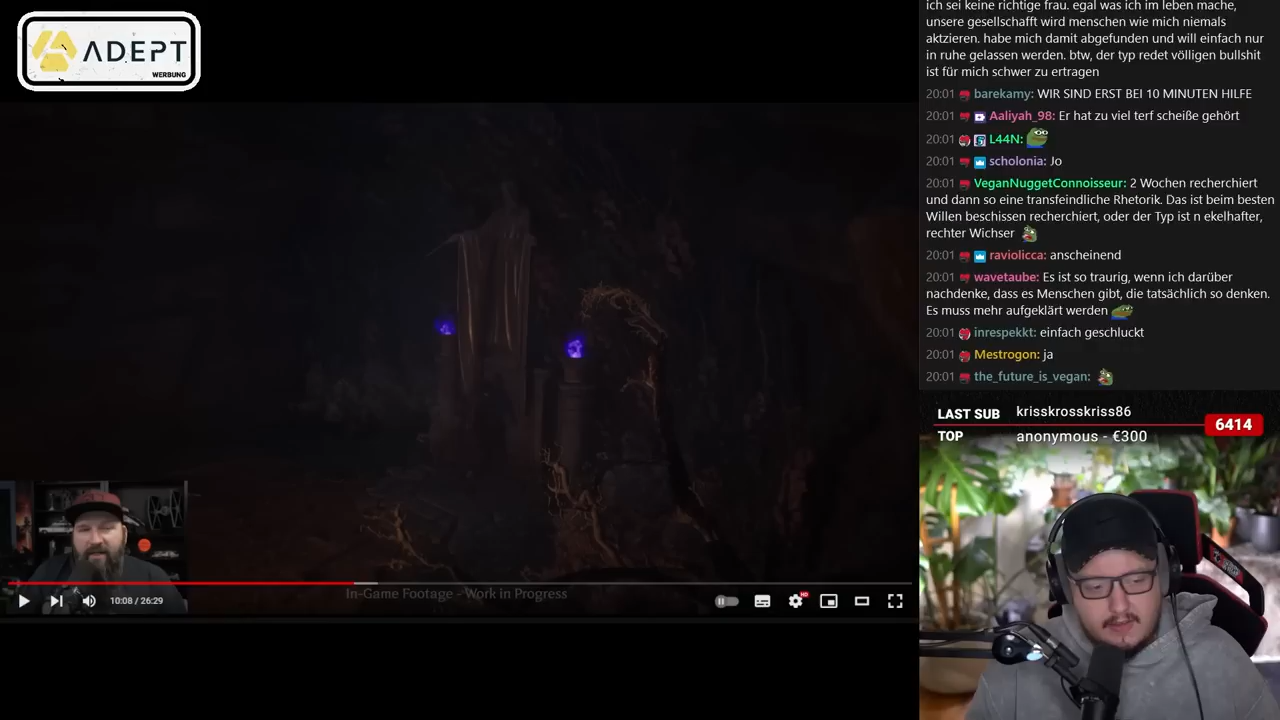 ADEPT
WERBUNG
ich sei keine richtige frau. egal was ich im leben mache,
unsere gesellschafft wird menschen wie mich niemals
aktzieren. habe mich damit abgefunden und will einfach nur
in ruhe gelassen werden. btw, der typ redet völligen bullshit
ist für mich schwer zu ertragen
20:01 barekamy: WIR SIND ERST BEI 10 MINUTEN HILFE
20:01 Aaliyah_98: Er hat zu viel terf scheiße gehört
20:01 L44N:
20:01 scholonia: Jo
20:01 VeganNuggetConnoisseur: 2 Wochen recherchiert
und dann so eine transfeindliche Rhetorik. Das ist beim besten
Willen beschissen recherchiert, oder der Typ ist n ekelhafter,
rechter Wichser
20:01 raviolicca: anscheinend
20:01 wavetaube: Es ist so traurig, wenn ich darüber
nachdenke, dass es Menschen gibt, die tatsächlich so denken.
Es muss mehr aufgeklärt werden
20:01 inrespekkt: einfach geschluckt
20:01 Mestrogon: ja
20:01 the_future_is_vegan:
LAST SUB krisskrosskriss86
6414
TOP anonymous - €300
In-Game Footage - Work in Progress
10:08 / 26:29
HD